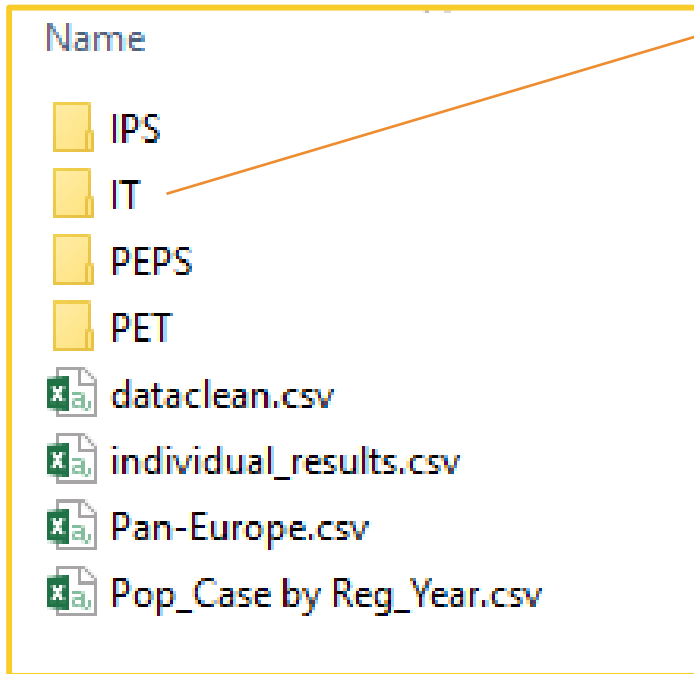 Name
IPS
IT
PEPS
PET
dataclean.csv
individual_results.csv
Pan-Europe.csv
Pop_Case by Reg_Year.csv